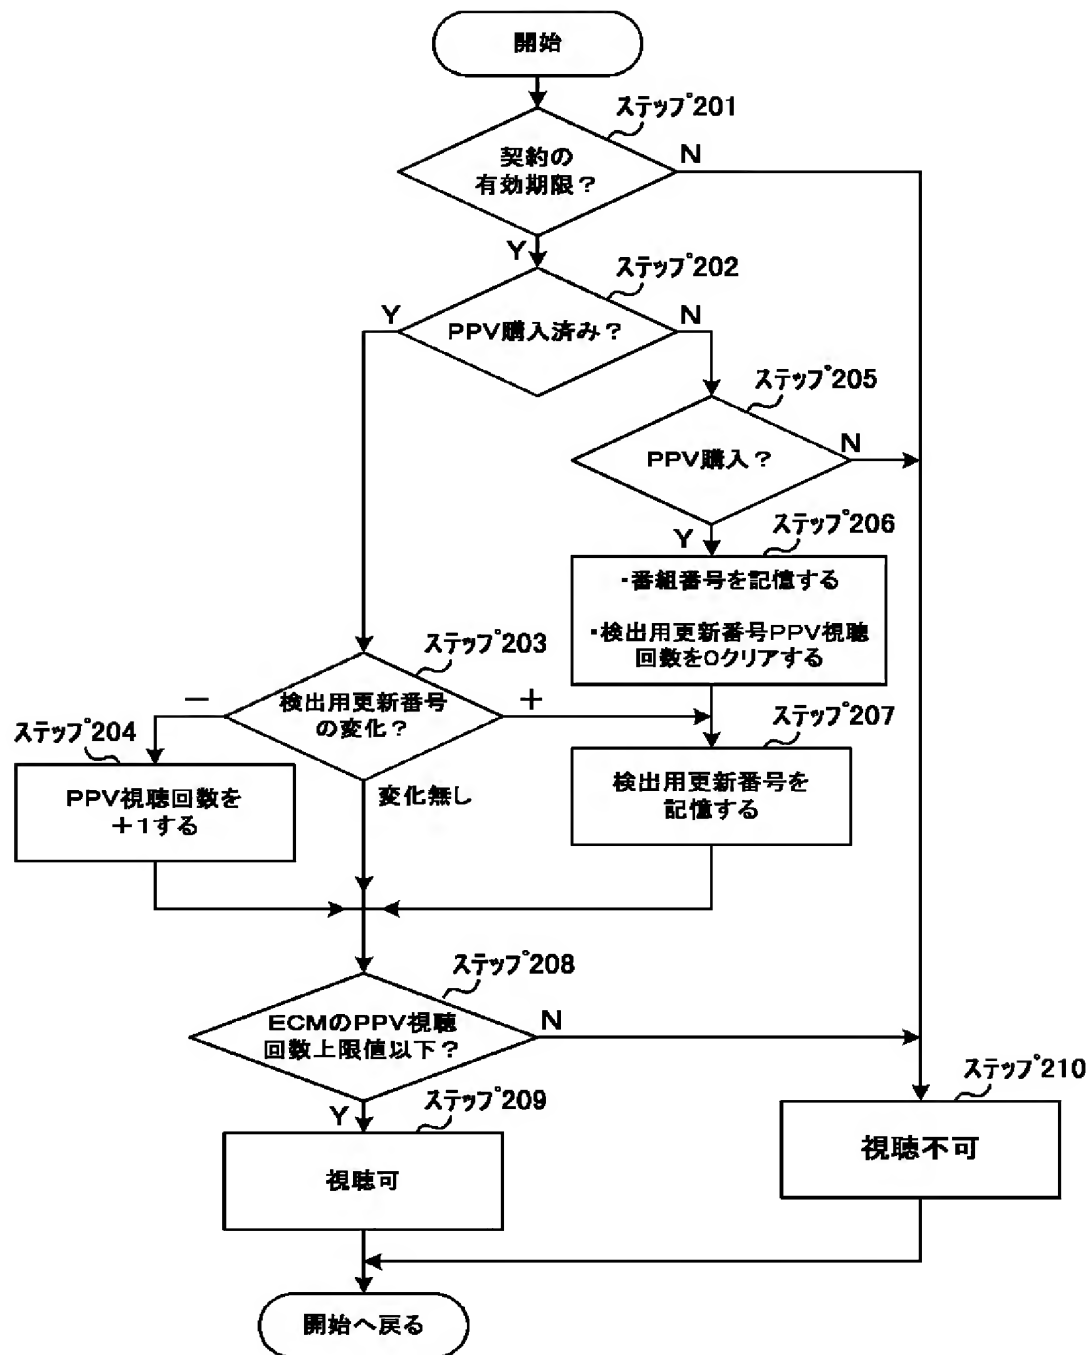 開始
ステップ201
契約の
有効期限？
N
Y
ステップ202
PPV購入済み？
Y
N
ステップ205
PPV購入？
N
Y
ステップ206
・番組番号を記憶する
・検出用更新番号PPV視聴
回数を0クリアする
ステップ203
検出用更新番号
の変化？
−
＋
変化無し
ステップ204
PPV視聴回数を
＋1する
ステップ207
検出用更新番号を
記憶する
ステップ208
ECMのPPV視聴
回数上限値以下？
N
Y
ステップ209
視聴可
ステップ210
視聴不可
開始へ戻る